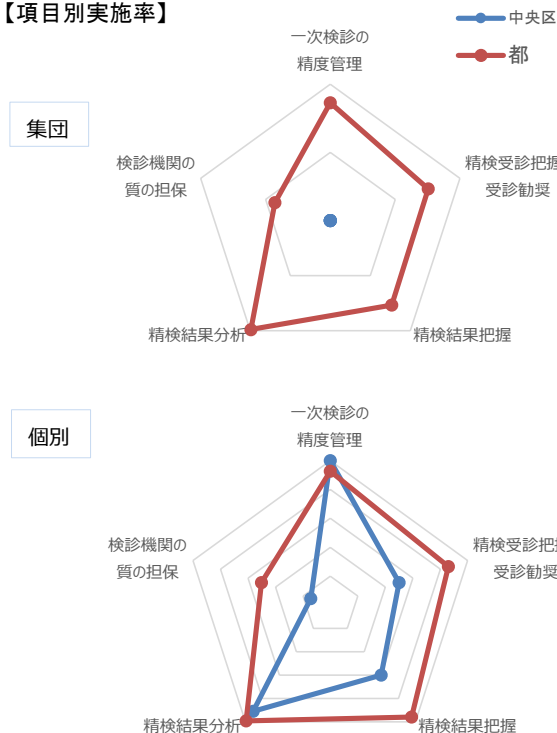 【項目別実施率】
中央区
都
集団
一次検診の
精度管理
精検受診把握
受診勧奨
精検結果把握
精検結果分析
検診機関の
質の担保
個別
一次検診の
精度管理
精検受診把
受診勧奨
精検結果把握
精検結果分析
検診機関の
質の担保